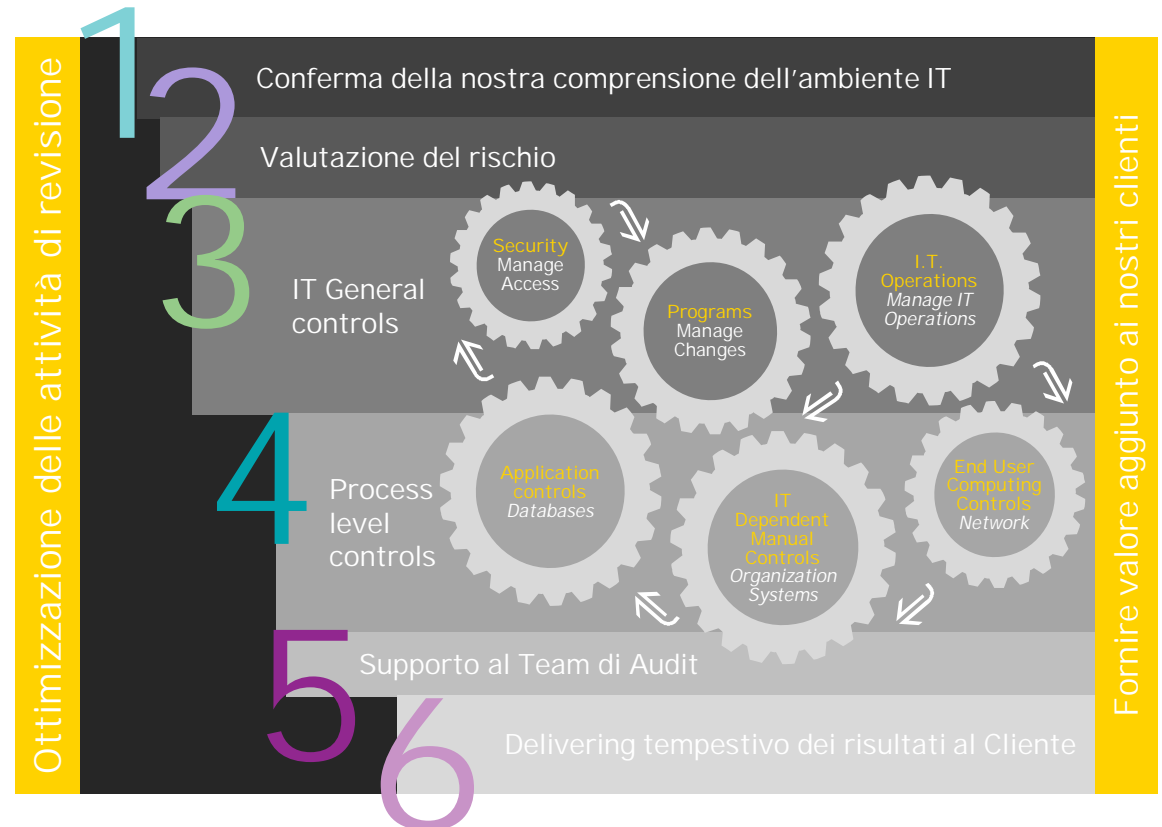 Ottimizzazione delle attività di revisione
1
Conferma della nostra comprensione dell'ambiente IT
2
Valutazione del rischio
3
IT General
controls
Security
Manage
Access
Programs
Manage
Changes
I.T.
Operations
Manage IT
Operations
4
Process
level
controls
Application
controls
Databases
IT
Dependent
Manual
Controls
Organization
Systems
End User
Computing
Controls
Network
5
Supporto al Team di Audit
6
Delivering tempestivo dei risultati al Cliente
Fornire valore aggiunto ai nostri clienti